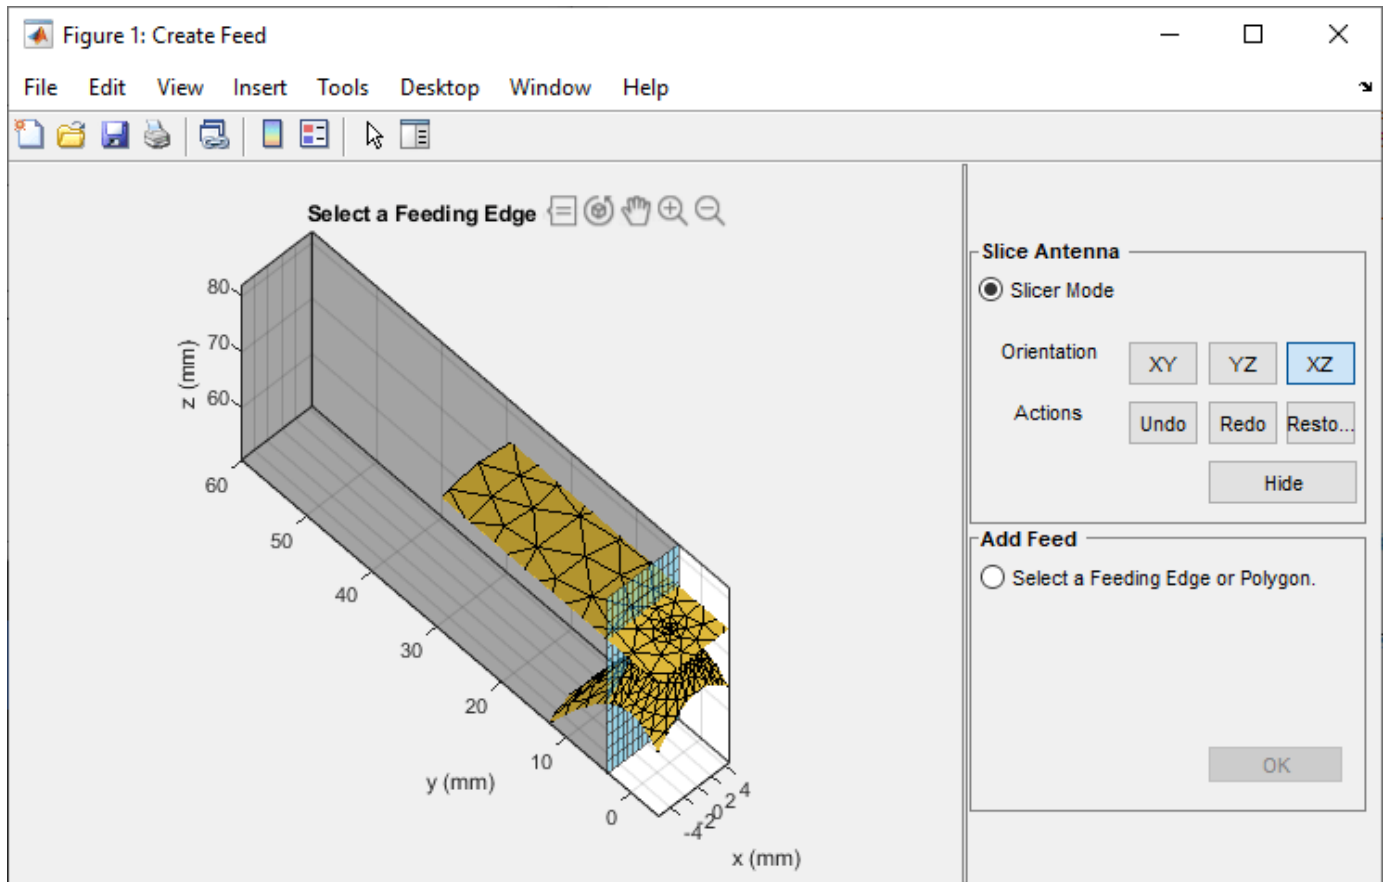 Figure 1: Create Feed
File Edit View Insert Tools Desktop Window Help
Select a Feeding Edge
80
70
60
z (mm)
60
50
40
30
20
10
0
y (mm)
-4
-2
0
2
4
x (mm)
Slice Antenna
Slicer Mode
Orientation XY YZ XZ
Actions Undo Redo Resto...
Hide
Add Feed
Select a Feeding Edge or Polygon.
OK